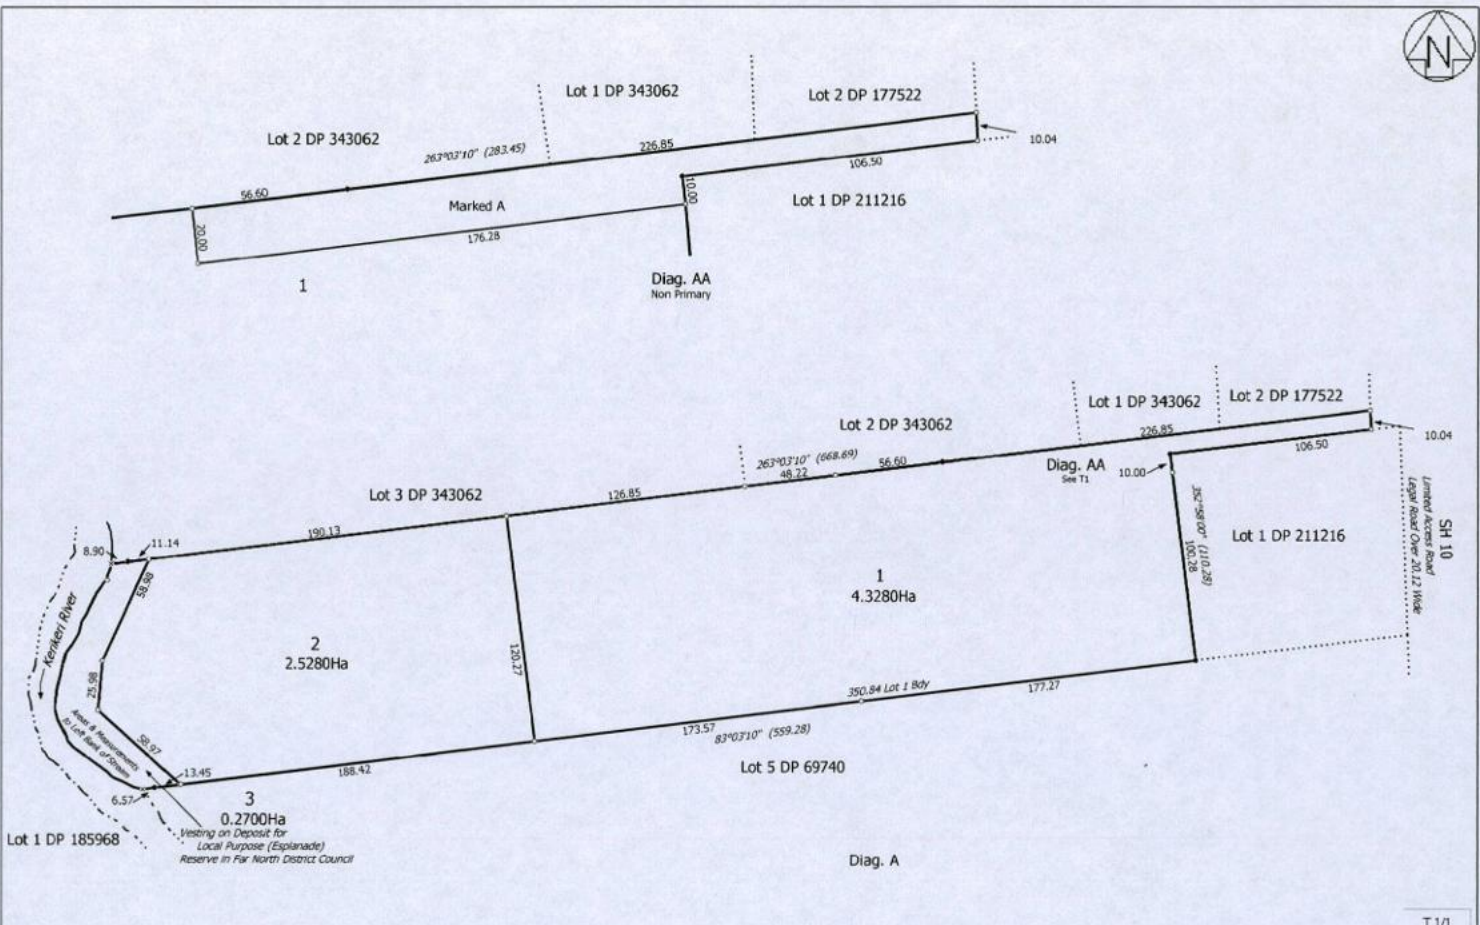 N
Lot 1 DP 343062
Lot 2 DP 177522
Lot 2 DP 343062
263°03'10" (283.45)
226.85
10.04
106.50
56.60
10.00
Marked A
Lot 1 DP 211216
20.00
176.28
1
Diag. AA
Non Primary
Lot 1 DP 343062
Lot 2 DP 177522
Lot 2 DP 343062
226.85
10.04
106.50
263°03'10" (668.69)
48.22
56.60
Diag. AA
See T1
10.00
Lot 3 DP 343062
126.85
190.13
352°58'00" (110.28)
100.28
Lot 1 DP 211216
SH 10
Limited Access Road
Legal Road Over 20.12 Wide
8.90
11.14
58.98
1
4.3280Ha
Kerikeri River
2
2.5280Ha
120.27
25.98
350.84 Lot 1 Bdy
177.27
Areas & Measurements
to Left Bank of Stream
58.97
173.57
83°03'10" (559.28)
188.42
13.45
Lot 5 DP 69740
6.57
3
0.2700Ha
Vesting on Deposit for
Local Purpose (Esplanade)
Reserve in Far North District Council
Lot 1 DP 185968
Diag. A
T 1/1